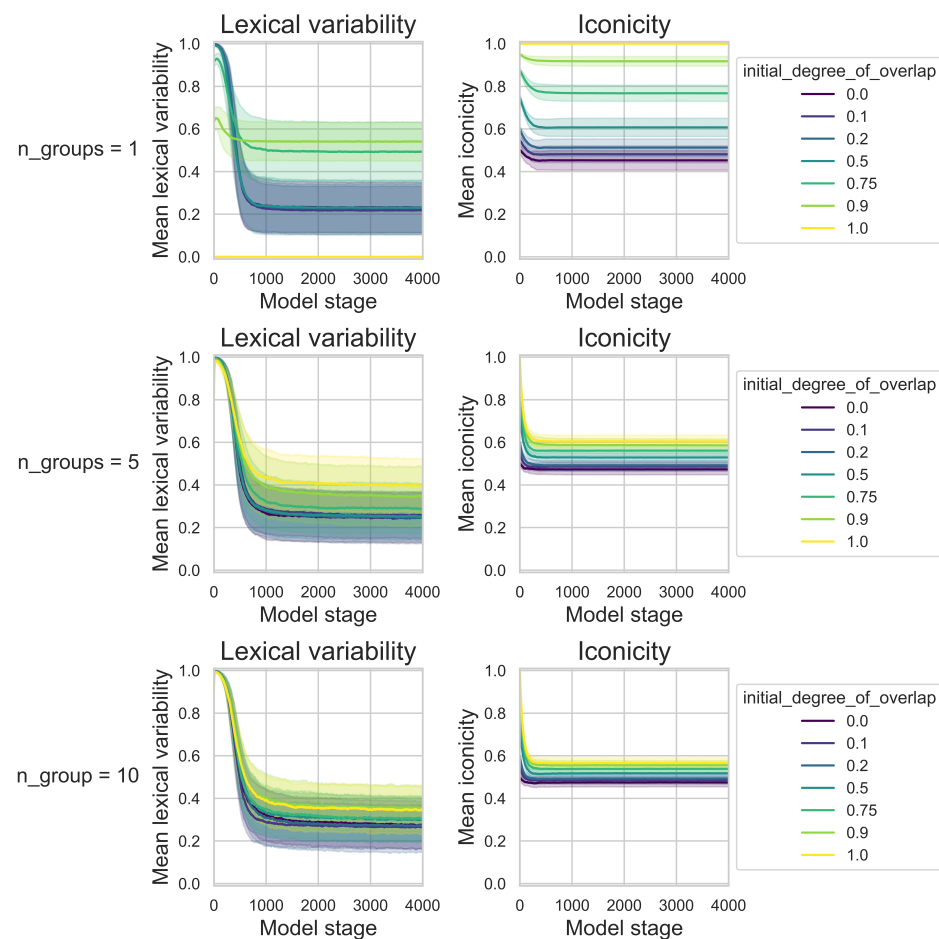 Lexical variability
Iconicity
n_groups = 1
Mean lexical variability
1.0
0.8
0.6
0.4
0.2
0.0
0 1000 2000 3000 4000
Model stage
Mean iconicity
1.0
0.8
0.6
0.4
0.2
0.0
0 1000 2000 3000 4000
Model stage
initial_degree_of_overlap
0.0
0.1
0.2
0.5
0.75
0.9
1.0
Lexical variability
Iconicity
n_groups = 5
Mean lexical variability
1.0
0.8
0.6
0.4
0.2
0.0
0 1000 2000 3000 4000
Model stage
Mean iconicity
1.0
0.8
0.6
0.4
0.2
0.0
0 1000 2000 3000 4000
Model stage
initial_degree_of_overlap
0.0
0.1
0.2
0.5
0.75
0.9
1.0
Lexical variability
Iconicity
n_group = 10
Mean lexical variability
1.0
0.8
0.6
0.4
0.2
0.0
0 1000 2000 3000 4000
Model stage
Mean iconicity
1.0
0.8
0.6
0.4
0.2
0.0
0 1000 2000 3000 4000
Model stage
initial_degree_of_overlap
0.0
0.1
0.2
0.5
0.75
0.9
1.0